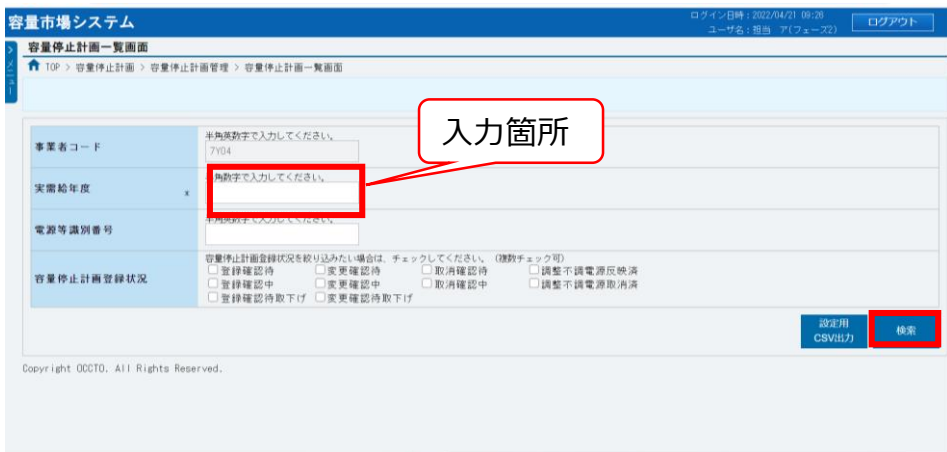 容量市場システム
ログイン日時：2022/04/21 09:26
ユーザ名：担当　ア(フェーズ2)
ログアウト
>
メニュー
容量停止計画一覧画面
TOP > 容量停止計画 > 容量停止計画管理 > 容量停止計画一覧画面
入力箇所
事業者コード
半角英数字で入力してください。
7Y04
実需給年度 *
角数字で入力してください。
電源等識別番号
半角英数字で入力してください。
容量停止計画登録状況
容量停止計画登録状況を絞り込みたい場合は、チェックしてください。（複数チェック可）
登録確認待 変更確認待 取消確認待 調整不調電源反映済
登録確認中 変更確認中 取消確認中 調整不調電源取消済
登録確認待取下げ 変更確認待取下げ
設定用
CSV出力
検索
Copyright OCCTO. All Rights Reserved.